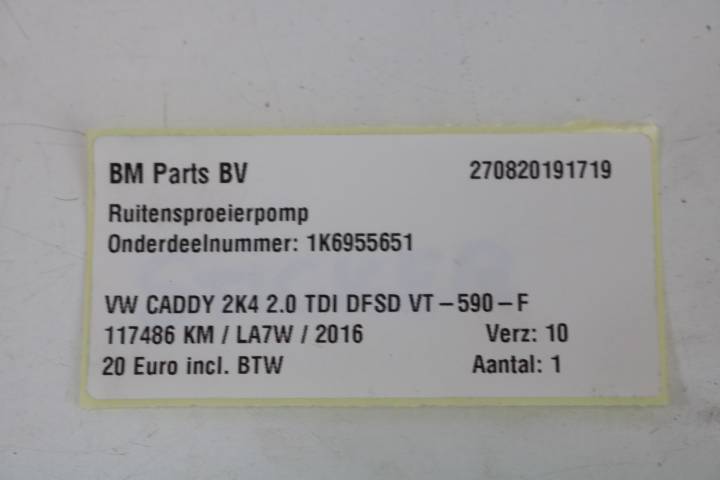 BM Parts BV 270820191719
Ruitensproeierpomp
Onderdeelnummer: 1K6955651
VW CADDY 2K4 2.0 TDI DFSD VT-590-F
117486 KM / LA7W / 2016 Verz: 10
20 Euro incl. BTW Aantal: 1